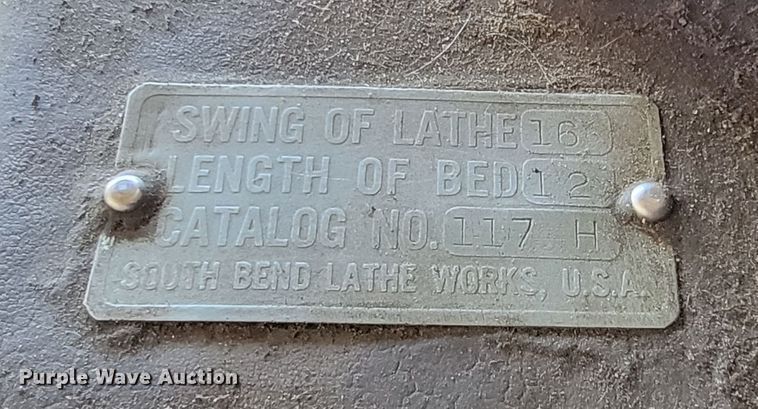 SWING OF LATHE 16
LENGTH OF BED 12
CATALOG NO. 117 H
SOUTH BEND LATHE WORKS, U.S.A.
Purple Wave Auction